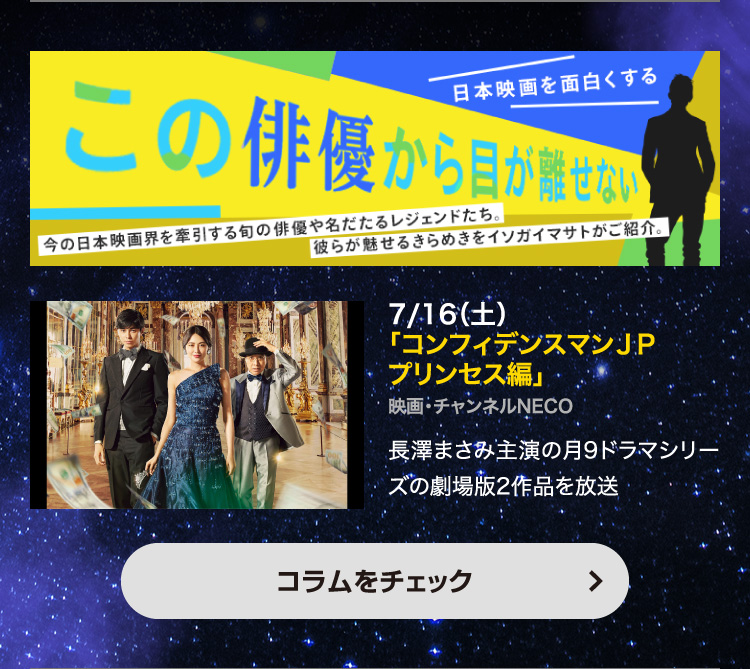 日本映画を面白くする
この俳優から目が離せない
今の日本映画界を牽引する旬の俳優や名だたるレジェンドたち。
彼らが魅せるきらめきをイソガイマサトがご紹介。
7/16(土)
「コンフィデンスマンＪＰ
プリンセス編」
映画・チャンネルNECO
長澤まさみ主演の月9ドラマシリー
ズの劇場版2作品を放送
コラムをチェック